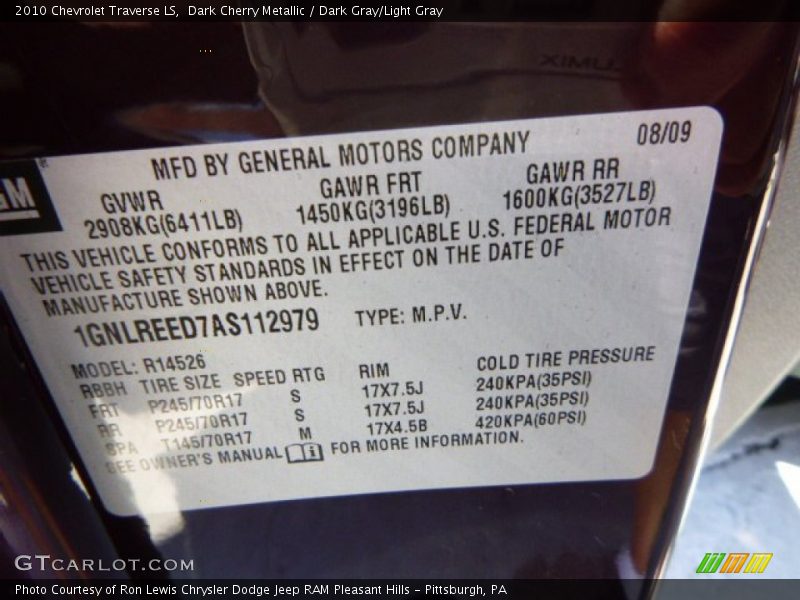 2010 Chevrolet Traverse LS,  Dark Cherry Metallic / Dark Gray/Light Gray
08/09
MFD BY GENERAL MOTORS COMPANY
GM
GVWR GAWR FRT GAWR RR
2908KG(6411LB) 1450KG(3196LB) 1600KG(3527LB)
THIS VEHICLE CONFORMS TO ALL APPLICABLE U.S. FEDERAL MOTOR
VEHICLE SAFETY STANDARDS IN EFFECT ON THE DATE OF
MANUFACTURE SHOWN ABOVE.
1GNLREED7AS112979 TYPE: M.P.V.
MODEL: R14526
RBBH TIRE SIZE SPEED RTG RIM COLD TIRE PRESSURE
FRT P245/70R17 S 17X7.5J 240KPA(35PSI)
RR P245/70R17 S 17X7.5J 240KPA(35PSI)
SPA T145/70R17 M 17X4.5B 420KPA(60PSI)
SEE OWNER'S MANUAL i FOR MORE INFORMATION.
GTCARLOT.COM
Photo Courtesy of Ron Lewis Chrysler Dodge Jeep RAM Pleasant Hills – Pittsburgh, PA